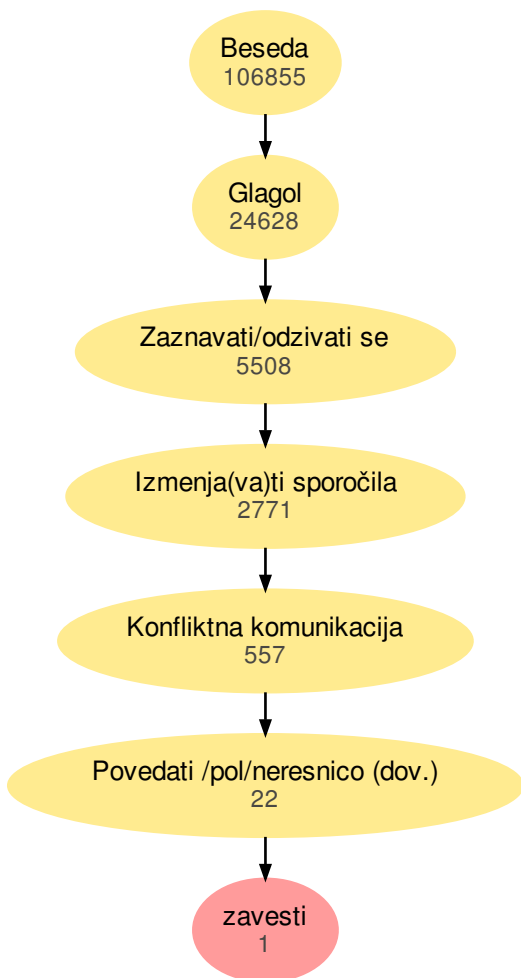 Beseda
106855
Glagol
24628
Zaznavati/odzivati se
5508
Izmenja(va)ti sporočila
2771
Konfliktna komunikacija
557
Povedati /pol/neresnico (dov.)
22
zavesti
1